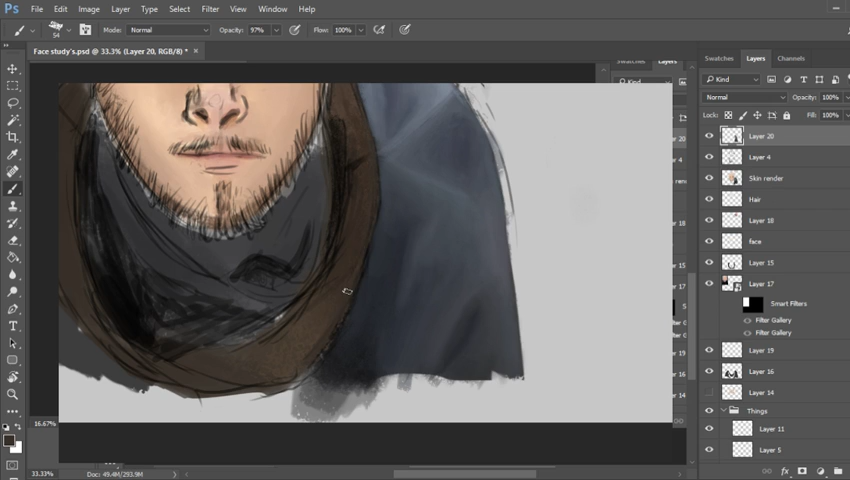 Ps File Edit Image Layer Type Select Filter 3D View Window Help
54 Mode: Normal Opacity: 97% Flow: 100%
Face study's.psd @ 33.3% (Layer 20, RGB/8) * ×
Swatches Layers Channels
Kind
Normal Opacity: 100%
Lock: Fill: 100%
Layer 20
Layer 4
Skin render
Hair
Layer 18
face
Layer 15
Layer 17
Smart Filters
Filter Gallery
Filter Gallery
Layer 19
Layer 16
Layer 14
Things
Layer 11
Layer 5
16.67%
33.33% Doc: 49.4M/293.9M